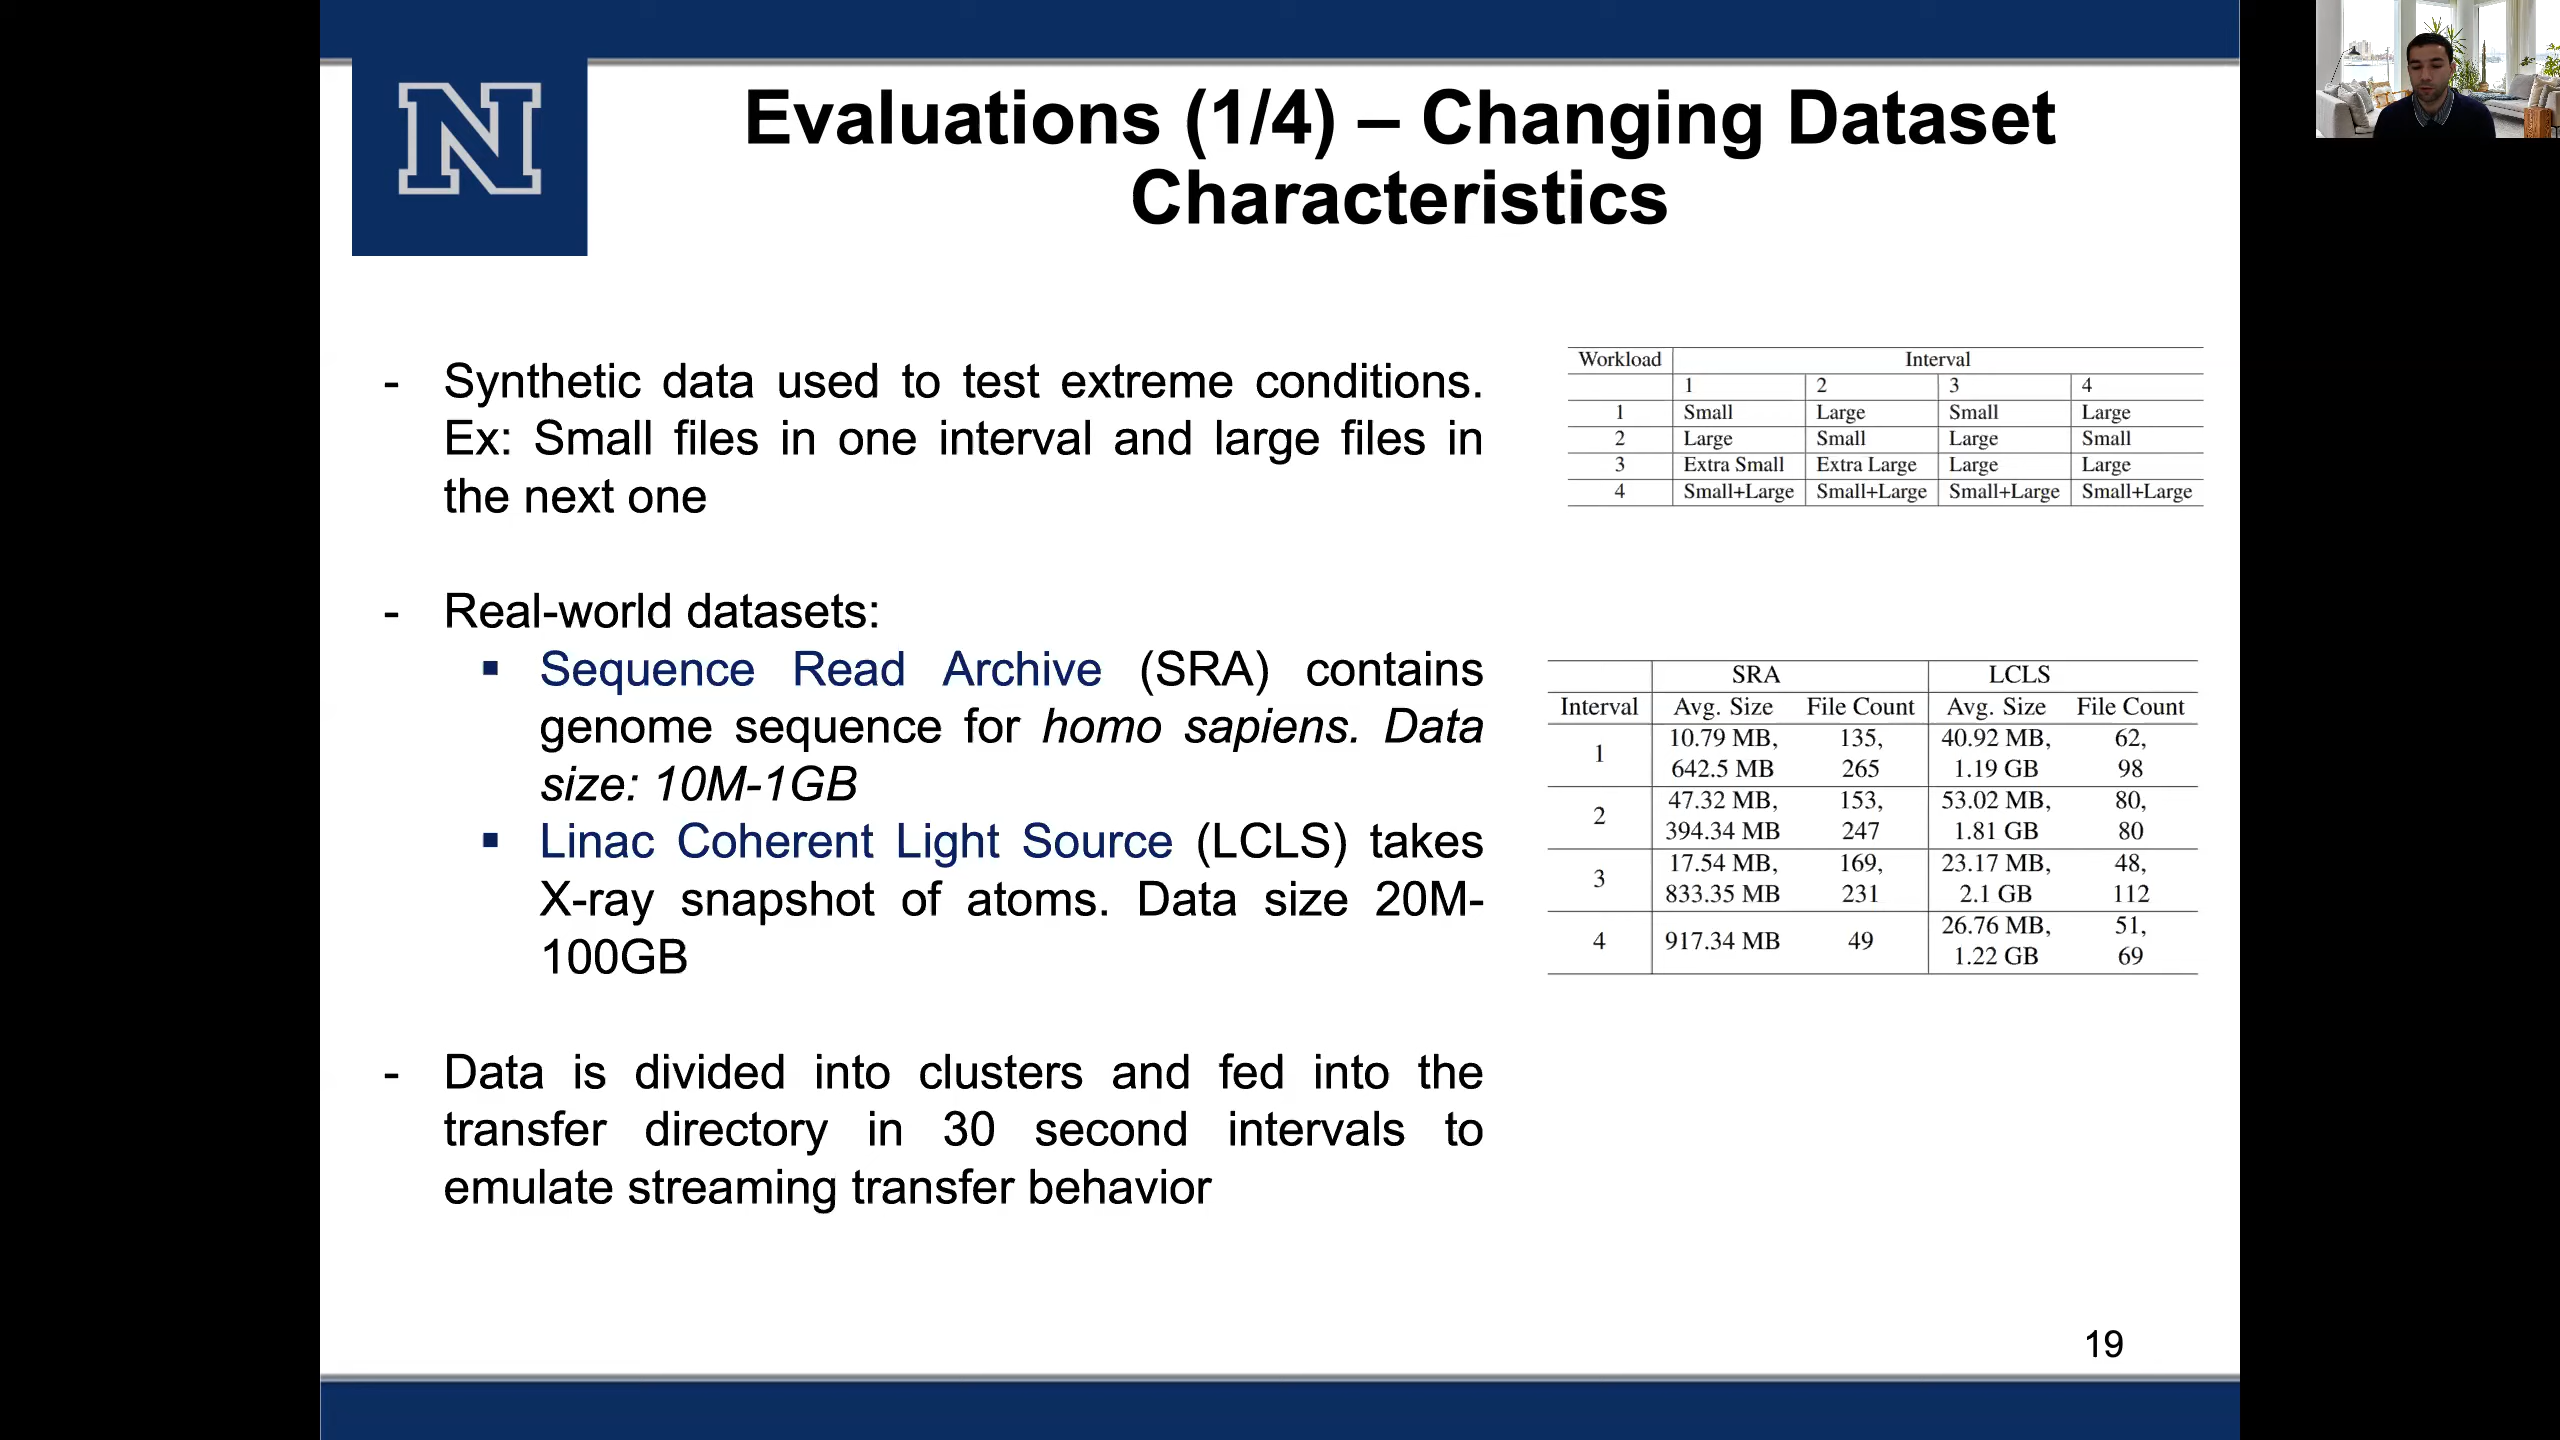 N
Evaluations (1/4) – Changing Dataset
Characteristics
- Synthetic data used to test extreme conditions.
Ex: Small files in one interval and large files in
the next one
- Real-world datasets:
▪ Sequence Read Archive (SRA) contains
genome sequence for homo sapiens. Data
size: 10M-1GB
▪ Linac Coherent Light Source (LCLS) takes
X-ray snapshot of atoms. Data size 20M-
100GB
- Data is divided into clusters and fed into the
transfer directory in 30 second intervals to
emulate streaming transfer behavior
Workload Interval
1 2 3 4
1 Small Large Small Large
2 Large Small Large Small
3 Extra Small Extra Large Large Large
4 Small+Large Small+Large Small+Large Small+Large
SRA LCLS
Interval Avg. Size File Count Avg. Size File Count
10.79 MB, 135, 40.92 MB, 62,
1
642.5 MB 265 1.19 GB 98
47.32 MB, 153, 53.02 MB, 80,
2
394.34 MB 247 1.81 GB 80
17.54 MB, 169, 23.17 MB, 48,
3
833.35 MB 231 2.1 GB 112
26.76 MB, 51,
4 917.34 MB 49
1.22 GB 69
19